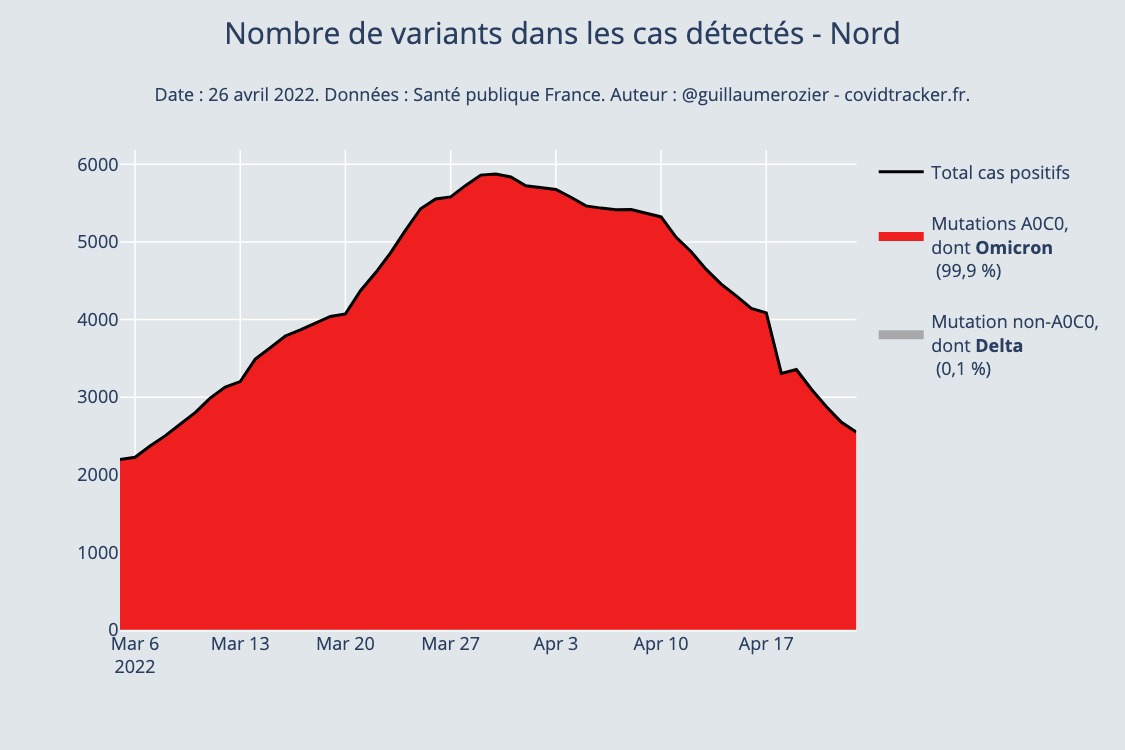 Nombre de variants dans les cas détectés - Nord
Date : 26 avril 2022. Données : Santé publique France. Auteur : @guillaumerozier - covidtracker.fr.
6000
5000
4000
3000
2000
1000
0
Mar 6
2022
Mar 13
Mar 20
Mar 27
Apr 3
Apr 10
Apr 17
Total cas positifs
Mutations A0C0,
dont Omicron
(99,9 %)
Mutation non-A0C0,
dont Delta
(0,1 %)